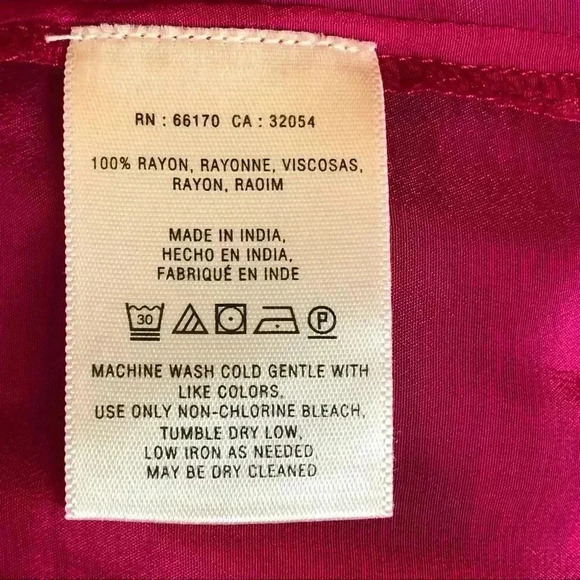 RN : 66170 CA : 32054
100% RAYON, RAYONNE, VISCOSAS,
RAYON, RAOIM
MADE IN INDIA,
HECHO EN INDIA,
FABRIQUÉ EN INDE
30 P
MACHINE WASH COLD GENTLE WITH
LIKE COLORS,
USE ONLY NON-CHLORINE BLEACH,
TUMBLE DRY LOW,
LOW IRON AS NEEDED
MAY BE DRY CLEANED